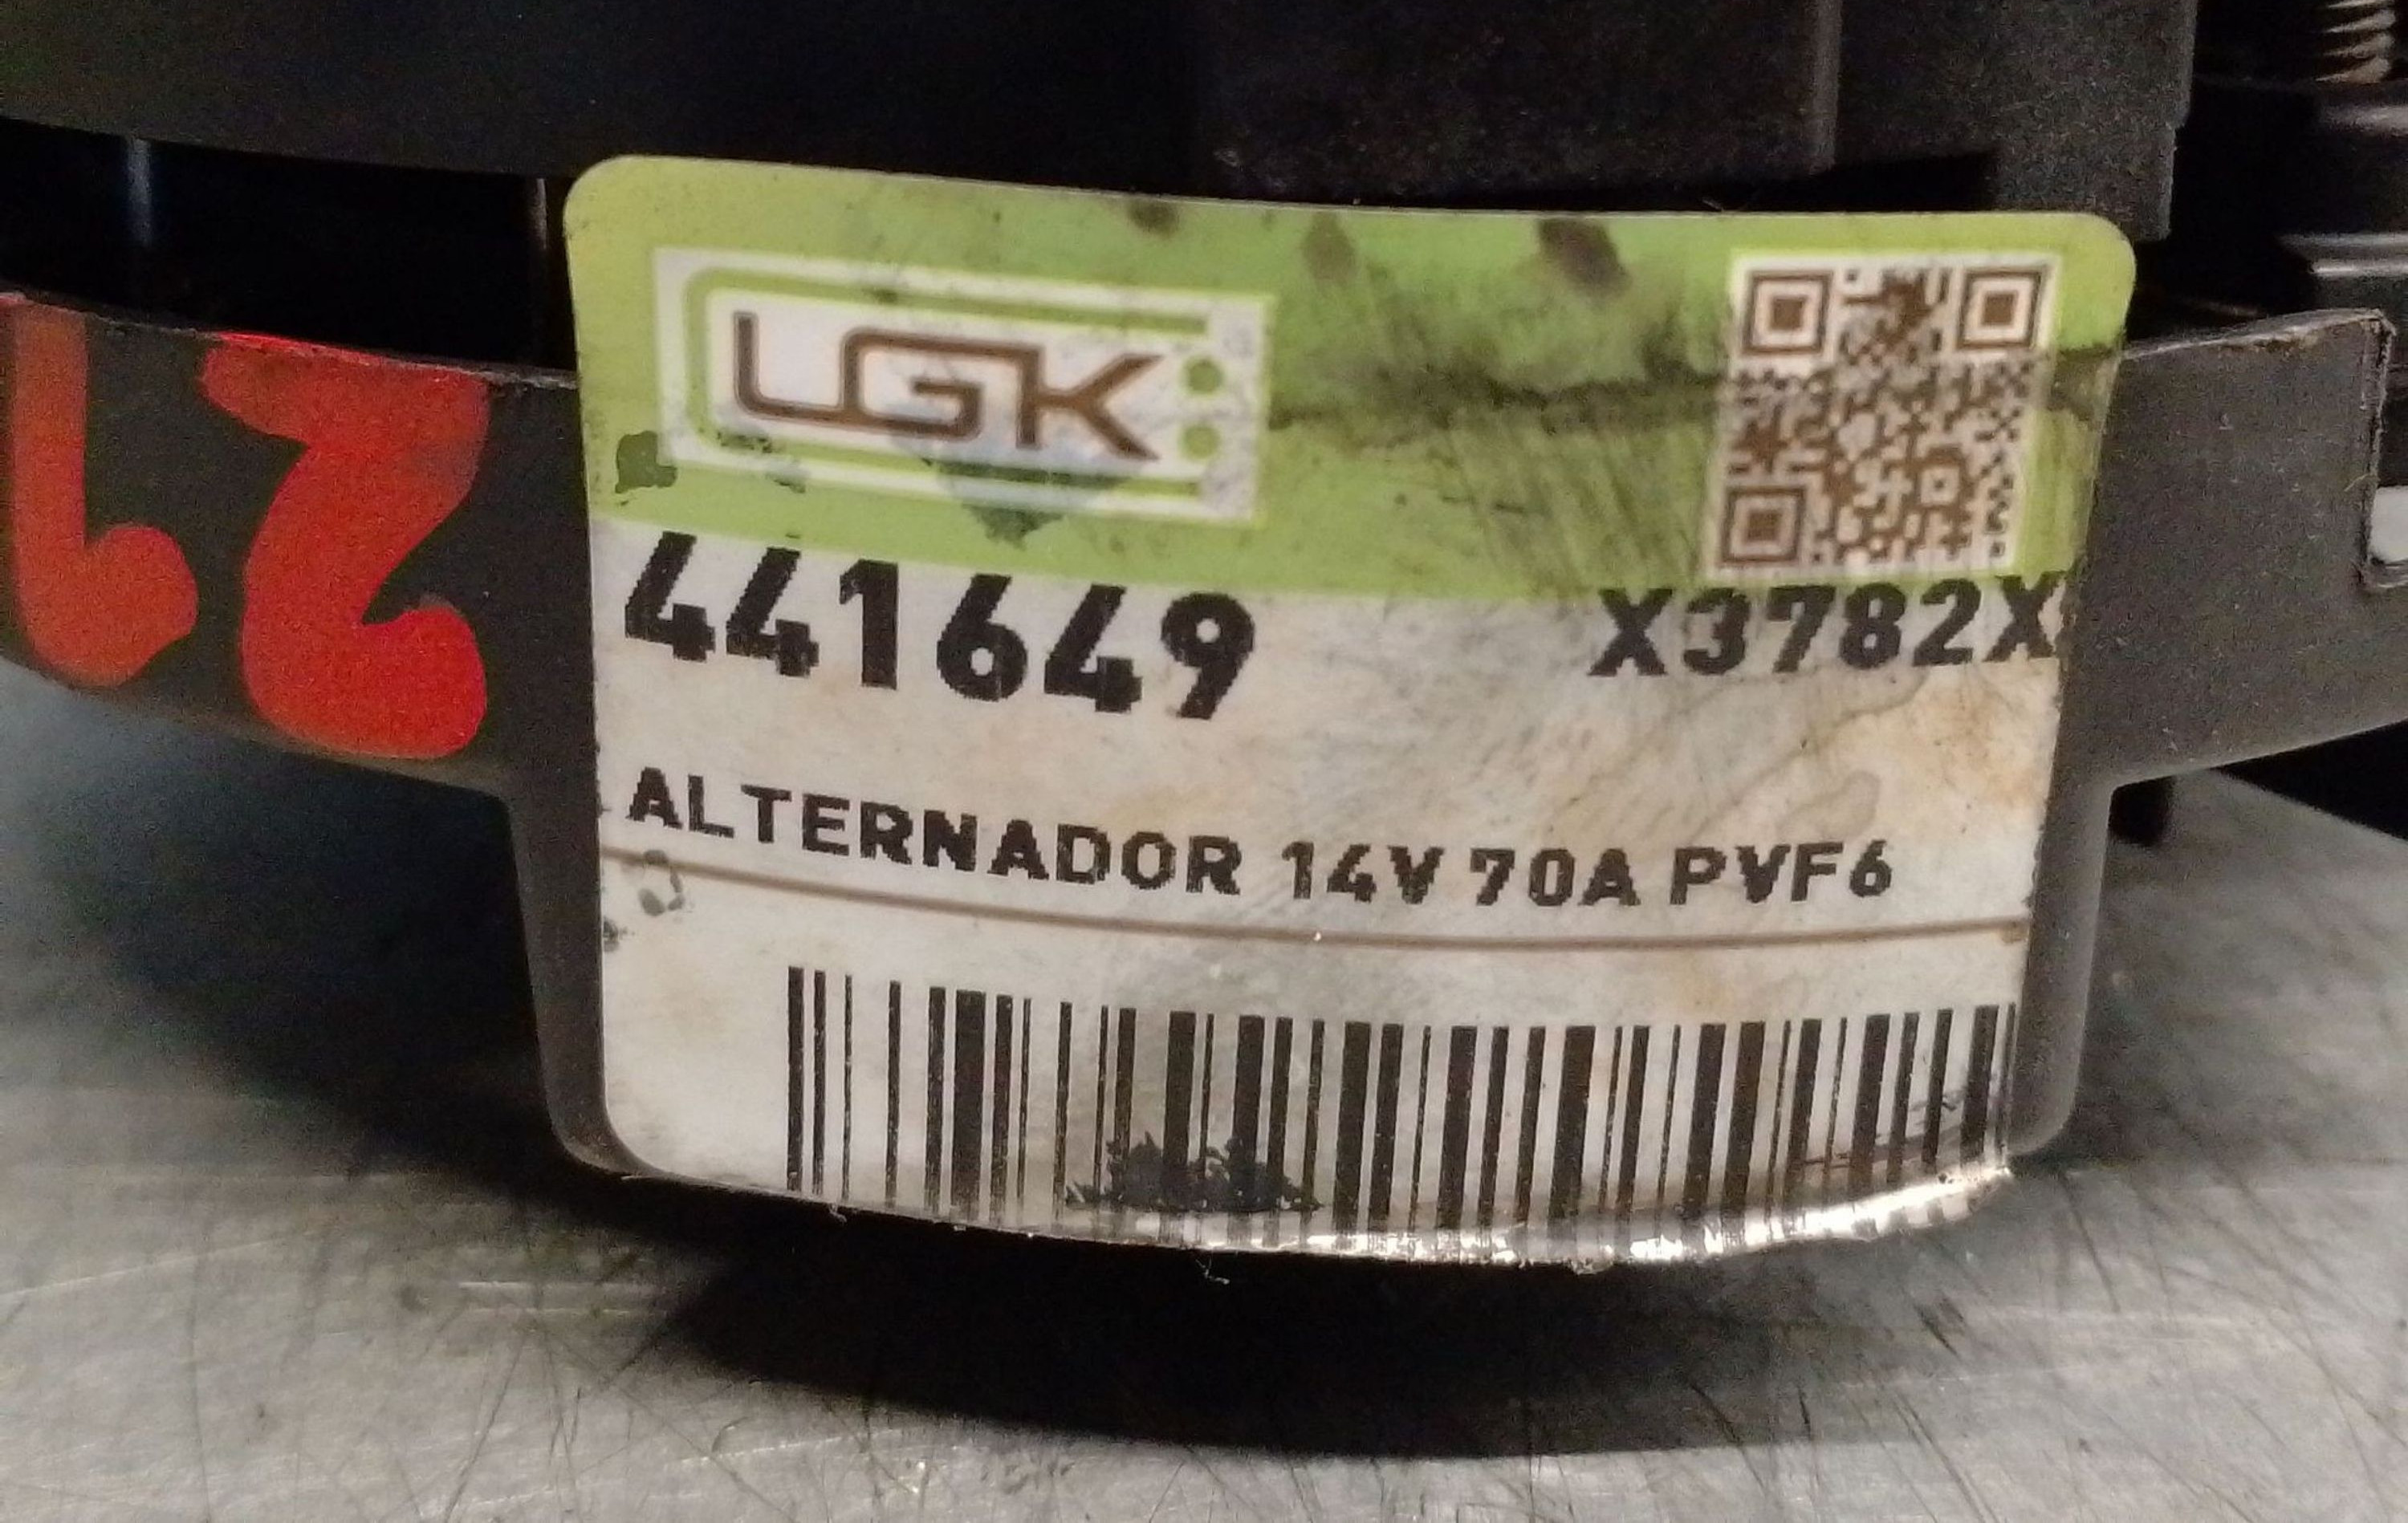 LGK
441649 X3782X
ALTERNADOR 14V 70A PVF6